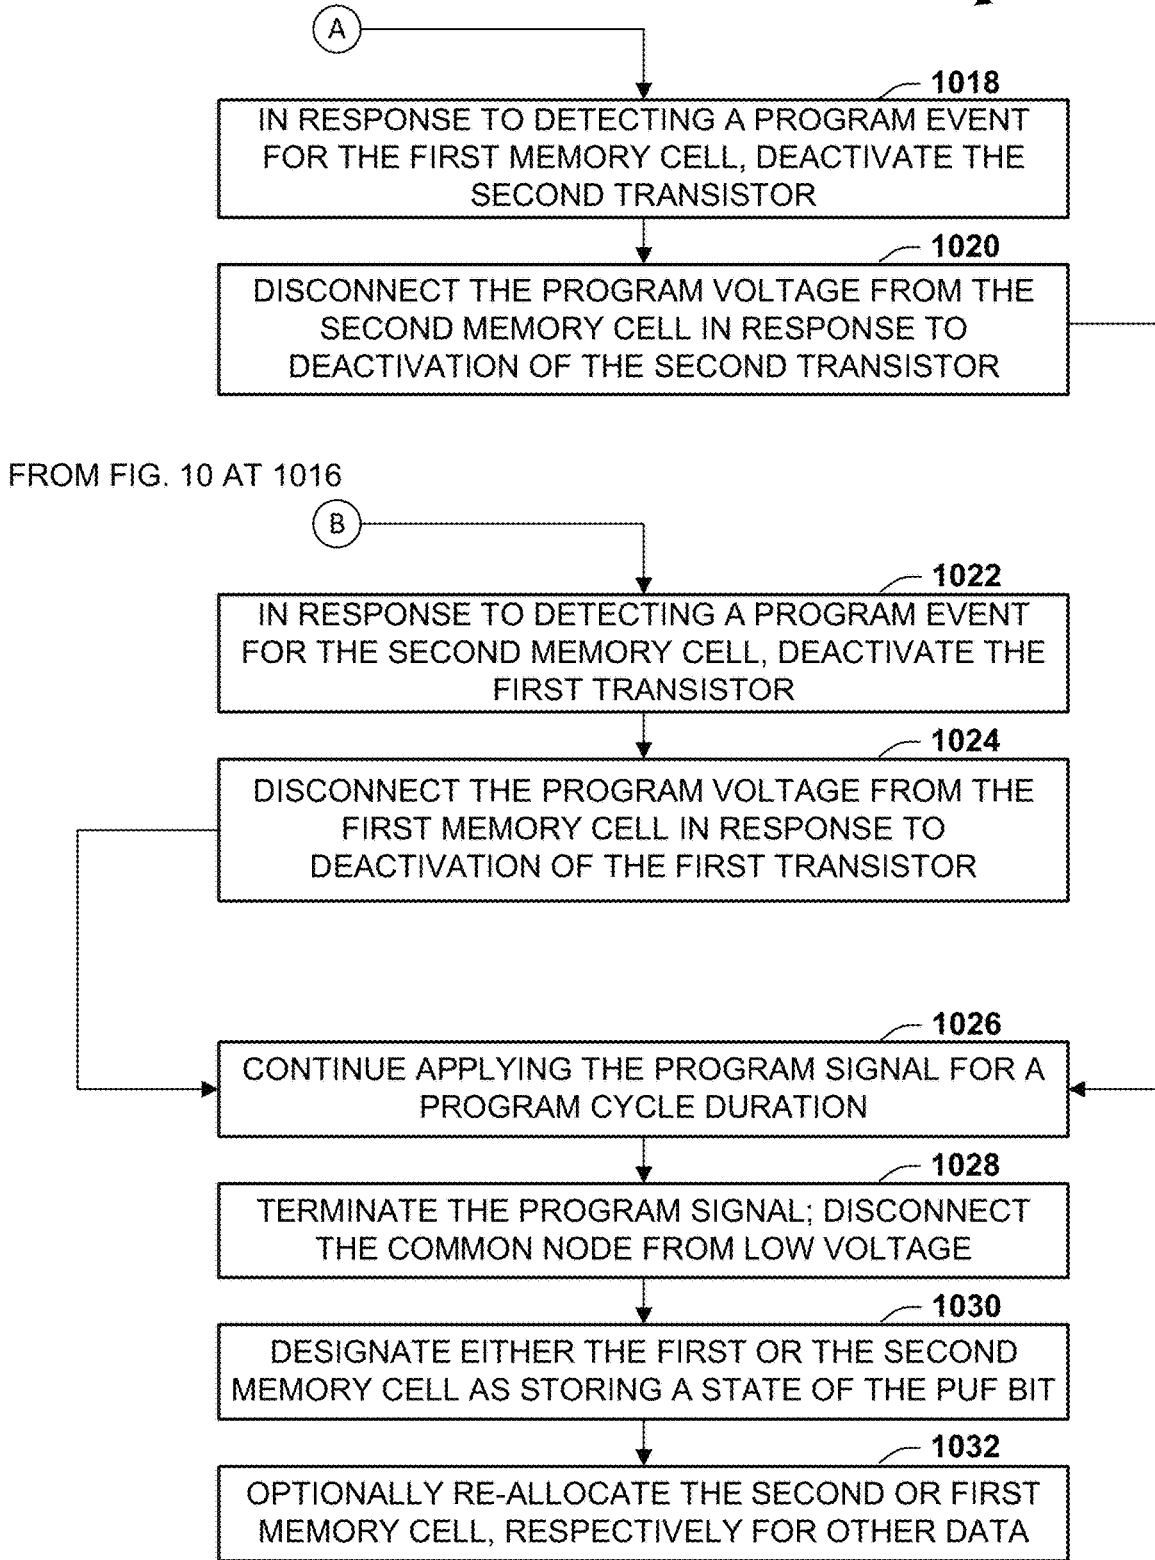 A
1018
IN RESPONSE TO DETECTING A PROGRAM EVENT
FOR THE FIRST MEMORY CELL, DEACTIVATE THE
SECOND TRANSISTOR
1020
DISCONNECT THE PROGRAM VOLTAGE FROM THE
SECOND MEMORY CELL IN RESPONSE TO
DEACTIVATION OF THE SECOND TRANSISTOR
FROM FIG. 10 AT 1016
B
1022
IN RESPONSE TO DETECTING A PROGRAM EVENT
FOR THE SECOND MEMORY CELL, DEACTIVATE THE
FIRST TRANSISTOR
1024
DISCONNECT THE PROGRAM VOLTAGE FROM THE
FIRST MEMORY CELL IN RESPONSE TO
DEACTIVATION OF THE FIRST TRANSISTOR
1026
CONTINUE APPLYING THE PROGRAM SIGNAL FOR A
PROGRAM CYCLE DURATION
1028
TERMINATE THE PROGRAM SIGNAL; DISCONNECT
THE COMMON NODE FROM LOW VOLTAGE
1030
DESIGNATE EITHER THE FIRST OR THE SECOND
MEMORY CELL AS STORING A STATE OF THE PUF BIT
1032
OPTIONALLY RE-ALLOCATE THE SECOND OR FIRST
MEMORY CELL, RESPECTIVELY FOR OTHER DATA